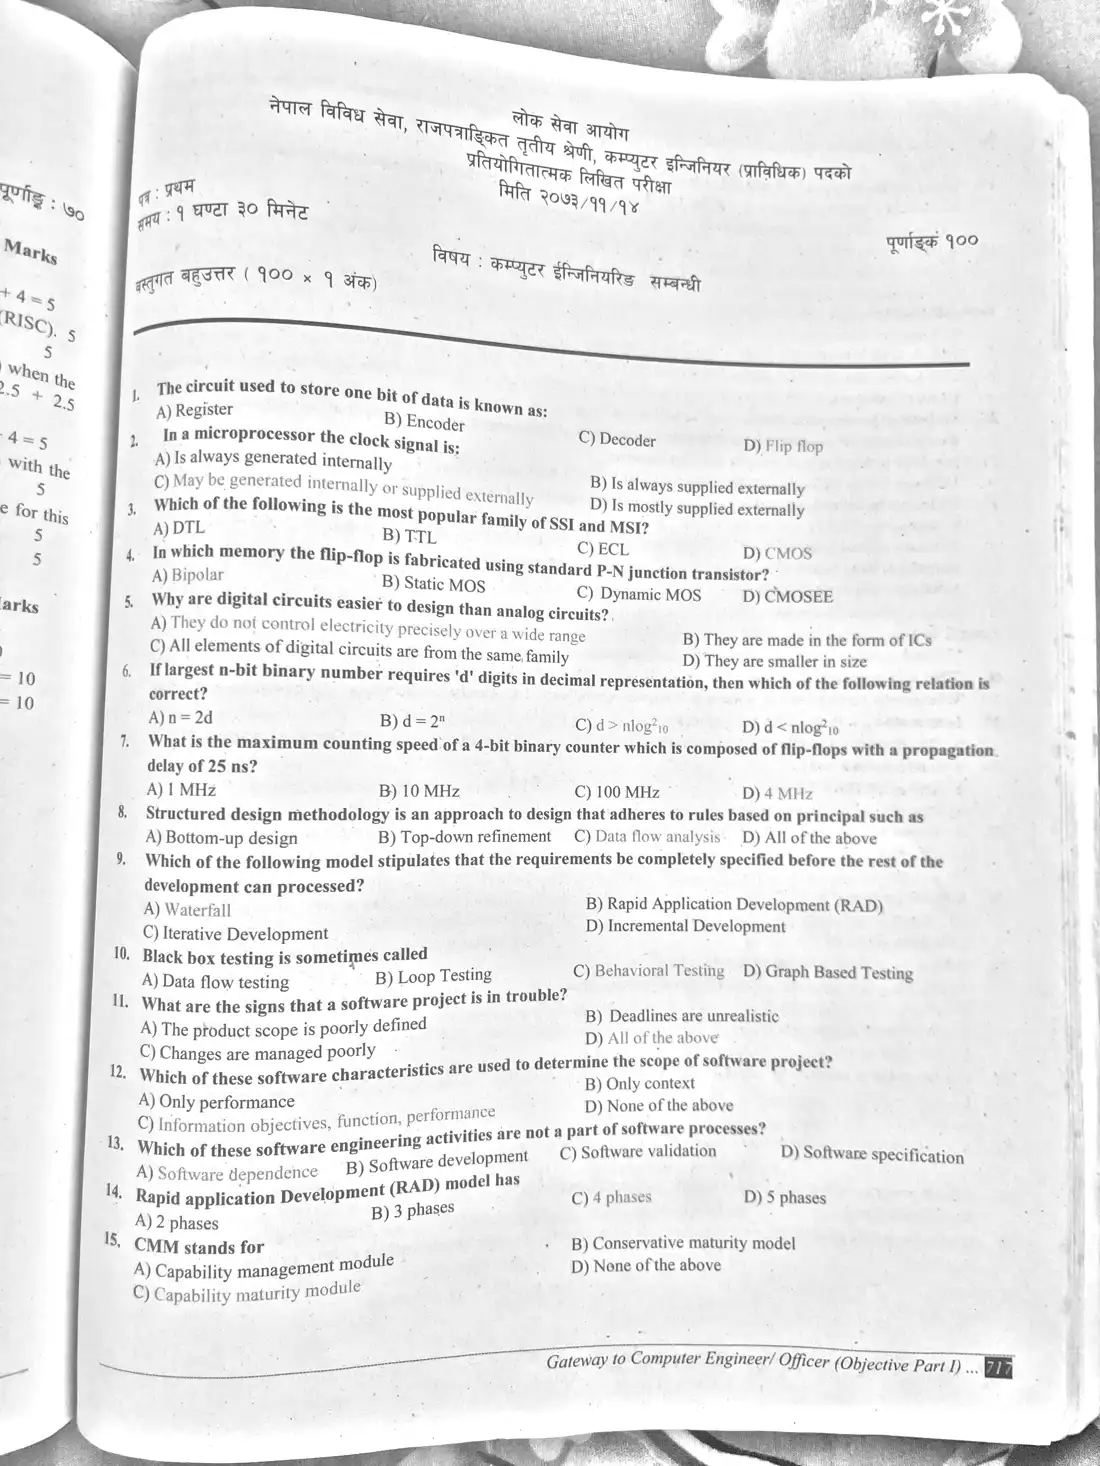 पूर्णाङ्क : ७०
Marks
+ 4 = 5
(RISC). 5
5
when the
2.5 + 2.5
4 = 5
with the
5
e for this
5
5
arks
= 10
= 10
लोक सेवा आयोग
नेपाल विविध सेवा, राजपत्राङ्कित तृतीय श्रेणी, कम्प्युटर इन्जिनियर (प्राविधिक) पदको
प्रतियोगितात्मक लिखित परीक्षा
मिति २०७३/११/१४
पत्र : प्रथम
समय : १ घण्टा ३० मिनेट
पूर्णाङ्कं १००
विषय : कम्प्युटर ईन्जिनियरिङ सम्बन्धी
वस्तुगत बहुउत्तर ( १०० × १ अंक)
1. The circuit used to store one bit of data is known as:
A) Register B) Encoder C) Decoder D) Flip flop
2. In a microprocessor the clock signal is:
A) Is always generated internally B) Is always supplied externally
C) May be generated internally or supplied externally D) Is mostly supplied externally
3. Which of the following is the most popular family of SSI and MSI?
A) DTL B) TTL C) ECL D) CMOS
4. In which memory the flip-flop is fabricated using standard P-N junction transistor?
A) Bipolar B) Static MOS C) Dynamic MOS D) CMOSEE
5. Why are digital circuits easier to design than analog circuits?
A) They do not control electricity precisely over a wide range B) They are made in the form of ICs
C) All elements of digital circuits are from the same family D) They are smaller in size
6. If largest n-bit binary number requires 'd' digits in decimal representation, then which of the following relation is
correct?
A) n = 2d B) d = 2ⁿ C) d > nlog²₁₀ D) d < nlog²₁₀
7. What is the maximum counting speed of a 4-bit binary counter which is composed of flip-flops with a propagation
delay of 25 ns?
A) 1 MHz B) 10 MHz C) 100 MHz D) 4 MHz
8. Structured design methodology is an approach to design that adheres to rules based on principal such as
A) Bottom-up design B) Top-down refinement C) Data flow analysis D) All of the above
9. Which of the following model stipulates that the requirements be completely specified before the rest of the
development can processed?
A) Waterfall B) Rapid Application Development (RAD)
C) Iterative Development D) Incremental Development
10. Black box testing is sometimes called
A) Data flow testing B) Loop Testing C) Behavioral Testing D) Graph Based Testing
11. What are the signs that a software project is in trouble?
A) The product scope is poorly defined B) Deadlines are unrealistic
C) Changes are managed poorly D) All of the above
12. Which of these software characteristics are used to determine the scope of software project?
A) Only performance B) Only context
C) Information objectives, function, performance D) None of the above
13. Which of these software engineering activities are not a part of software processes?
A) Software dependence B) Software development C) Software validation D) Software specification
14. Rapid application Development (RAD) model has
A) 2 phases B) 3 phases C) 4 phases D) 5 phases
15. CMM stands for
A) Capability management module B) Conservative maturity model
C) Capability maturity module D) None of the above
Gateway to Computer Engineer/ Officer (Objective Part I) ... 717